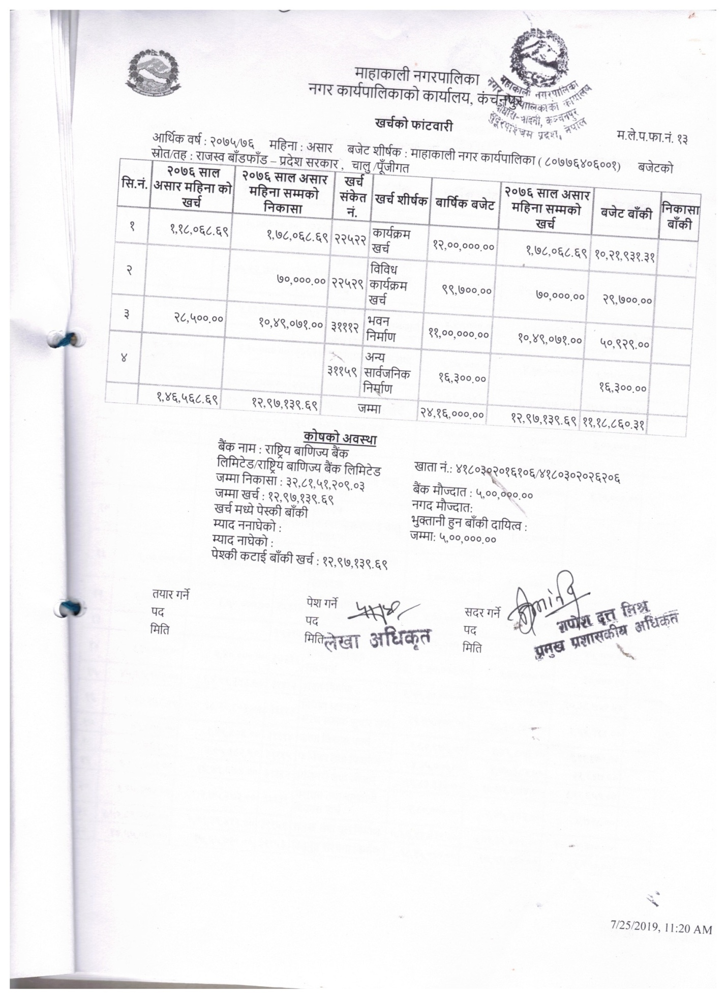 माहाकाली नगरपालिका
नगर कार्यपालिकाको कार्यालय, कंचनपुर
महाकाली नगरपालिका
नगर कार्यपालिकाको कार्यालय
दोधारा-चादनी, कञ्चनपुर
सुदूरपश्चिम प्रदेश, नेपाल
खर्चको फांटवारी
म.ले.प.फा.नं. १३
आर्थिक वर्ष : २०७५/७६ महिना : असार बजेट शीर्षक : माहाकाली नगर कार्यपालिका ( ८०७७६४०६००१) बजेटको
स्रोत/तह : राजस्व बाँडफाँड – प्रदेश सरकार , चालु /पूँजीगत
सि.नं. २०७६ साल असार महिना को खर्च २०७६ साल असार महिना सम्मको निकासा खर्च संकेत नं. खर्च शीर्षक बार्षिक बजेट २०७६ साल असार महिना सम्मको खर्च बजेट बाँकी निकासा बाँकी
१ १,१८,०६८.६९ १,७८,०६८.६९ २२५२२ कार्यक्रम खर्च १२,००,०००.०० १,७८,०६८.६९ १०,२१,९३१.३१
२ ७०,०००.०० २२५२९ विविध कार्यक्रम खर्च ९९,७००.०० ७०,०००.०० २९,७००.००
३ २८,५००.०० १०,४९,०७१.०० ३१११२ भवन निर्माण ११,००,०००.०० १०,४९,०७१.०० ५०,९२९.००
४ ३११५९ अन्य सार्वजनिक निर्माण १६,३००.०० १६,३००.००
१,४६,५६८.६९ १२,९७,१३९.६९ जम्मा २४,१६,०००.०० १२,९७,१३९.६९ ११,१८,८६०.३१
कोषको अवस्था
बैंक नाम : राष्ट्रिय बाणिज्य बैंक
लिमिटेड/राष्ट्रिय बाणिज्य बैंक लिमिटेड
खाता नं.: ४१८०३०२०१६१०६/४१८०३०२०२६२०६
जम्मा निकासा : ३२,८१,५१,२०९.०३
बैंक मौज्दात : ५,००,०००.००
जम्मा खर्च : १२,९७,१३९.६९
नगद मौज्दात:
खर्च मध्ये पेस्की बाँकी
भुक्तानी हुन बाँकी दायित्व :
म्याद ननाघेको :
जम्मा: ५,००,०००.००
म्याद नाघेको :
पेश्की कटाई बाँकी खर्च : १२,९७,१३९.६९
तयार गर्ने
पद
मिति
पेश गर्ने
पद
मिति
लेखा अधिकृत
सदर गर्ने
पद
मिति
गणेश दत्त मिश्र
प्रमुख प्रशासकीय अधिकृत
7/25/2019, 11:20 AM